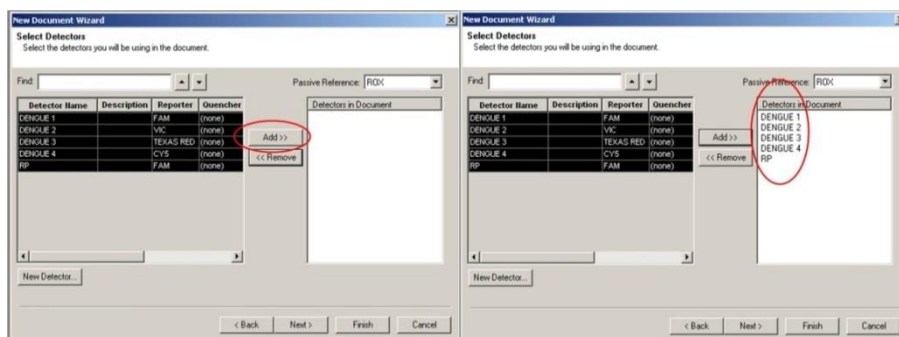 New Document Wizard
Select Detectors
Select the detectors you will be using in the document.
Find:
Passive Reference: ROX
Detector Name Description Reporter Quencher
DENGUE 1 FAM (none)
DENGUE 2 VIC (none)
DENGUE 3 TEXAS RED (none)
DENGUE 4 CY5 (none)
RP FAM (none)
Add >>
<< Remove
Detectors in Document
New Detector...
< Back Next > Finish Cancel
New Document Wizard
Select Detectors
Select the detectors you will be using in the document.
Find:
Passive Reference: ROX
Detector Name Description Reporter Quencher
DENGUE 1 FAM (none)
DENGUE 2 VIC (none)
DENGUE 3 TEXAS RED (none)
DENGUE 4 CY5 (none)
RP FAM (none)
Add >>
<< Remove
Detectors in Document
DENGUE 1
DENGUE 2
DENGUE 3
DENGUE 4
RP
New Detector...
< Back Next > Finish Cancel